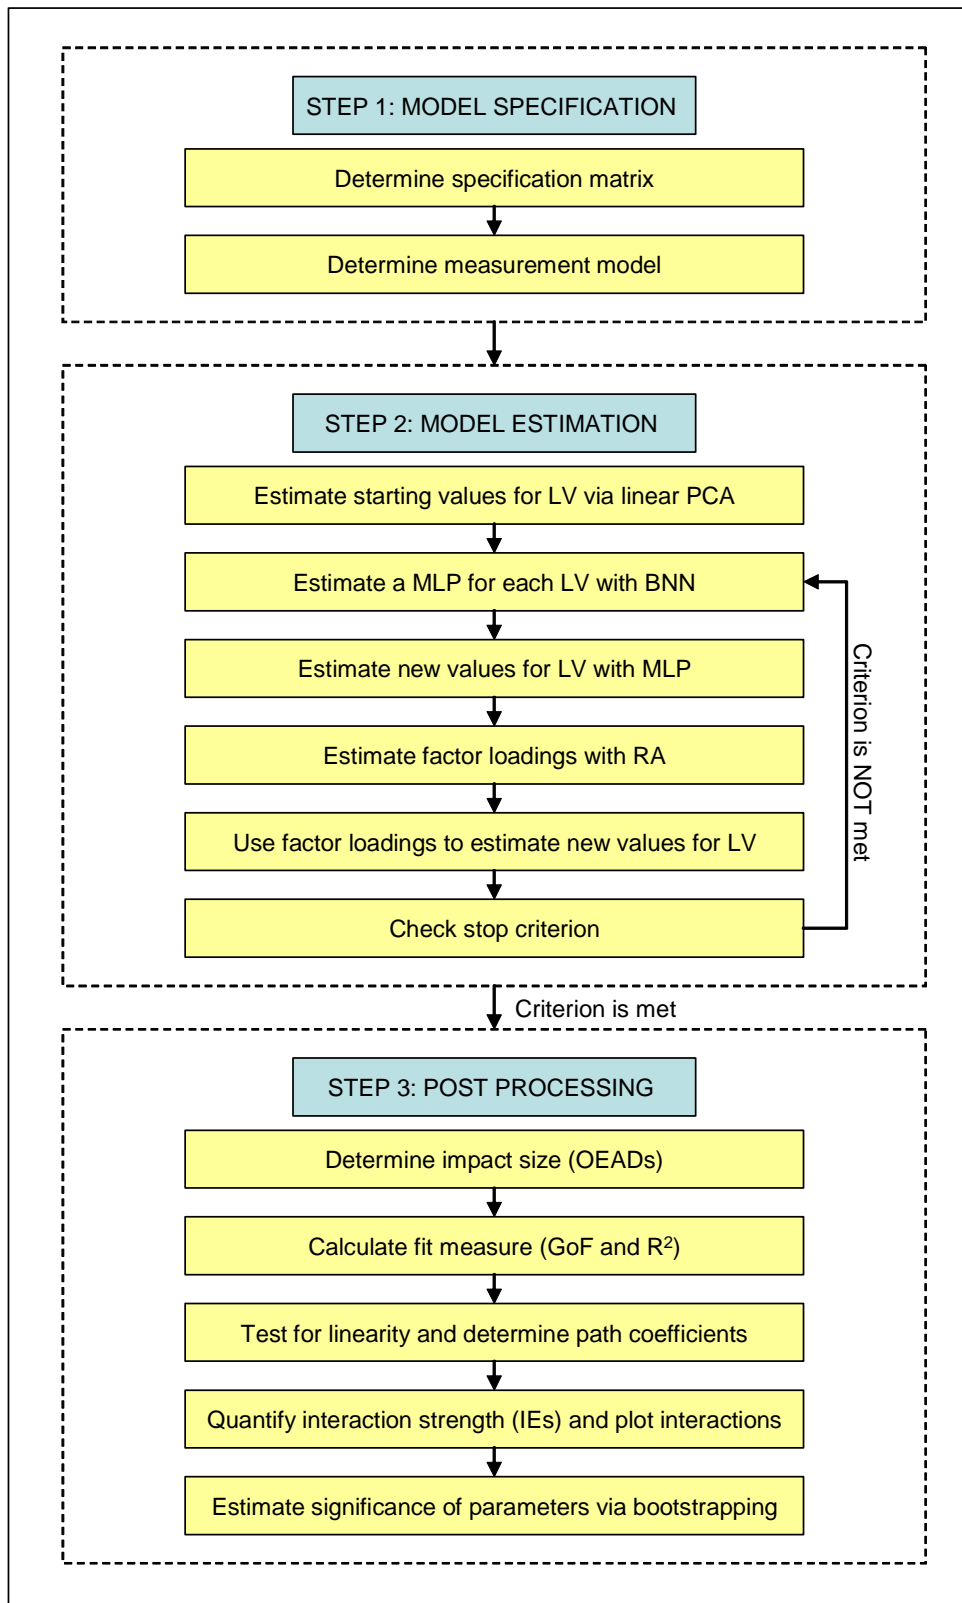 STEP 1: MODEL SPECIFICATION
Determine specification matrix
Determine measurement model
STEP 2: MODEL ESTIMATION
Estimate starting values for LV via linear PCA
Estimate a MLP for each LV with BNN
Estimate new values for LV with MLP
Estimate factor loadings with RA
Use factor loadings to estimate new values for LV
Check stop criterion
Criterion is NOT met
Criterion is met
STEP 3: POST PROCESSING
Determine impact size (OEADs)
Calculate fit measure (GoF and R²)
Test for linearity and determine path coefficients
Quantify interaction strength (IEs) and plot interactions
Estimate significance of parameters via bootstrapping